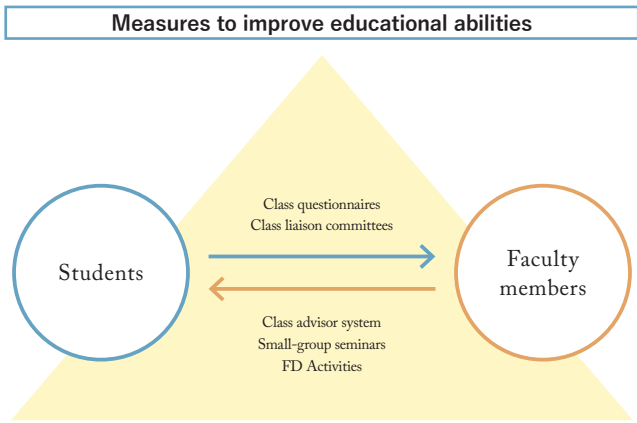 Measures to improve educational abilities
Class questionnaires
Class liaison committees
Students
Faculty
members
Class advisor system
Small-group seminars
FD Activities